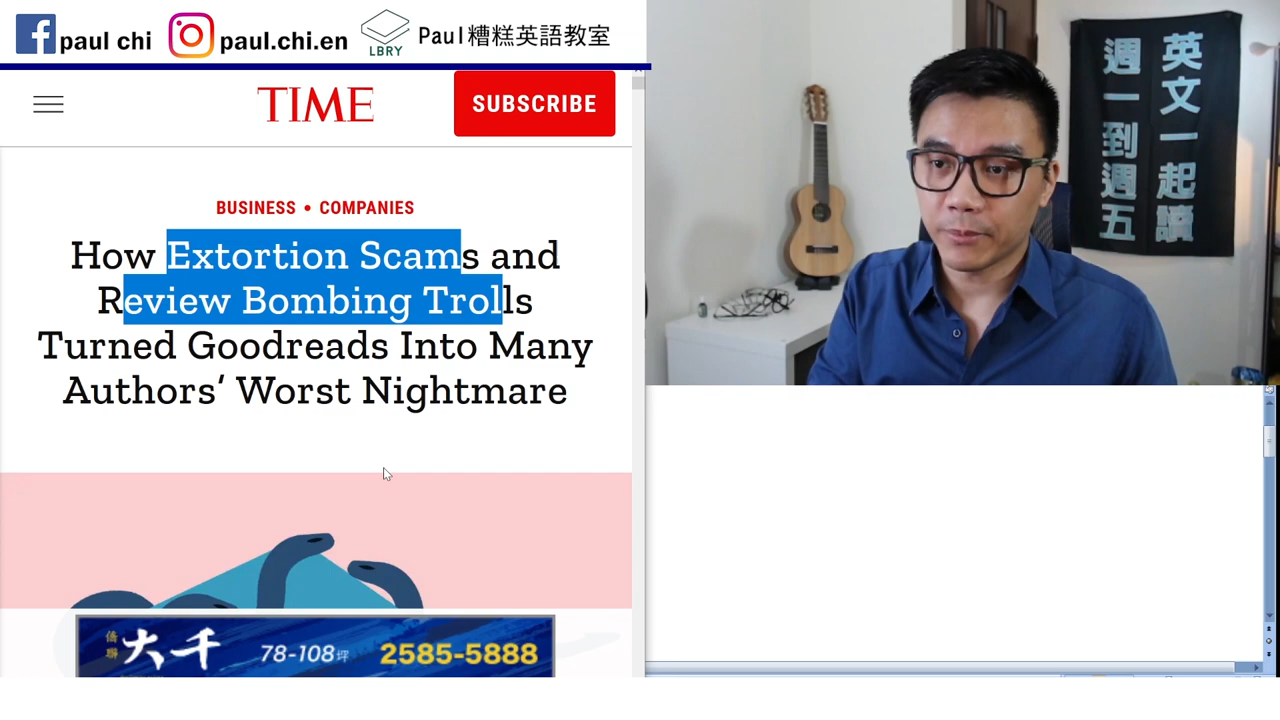 paul chi
paul.chi.en
LBRY
Paul糟糕英語教室
TIME
SUBSCRIBE
BUSINESS • COMPANIES
How Extortion Scams and
Review Bombing Trolls
Turned Goodreads Into Many
Authors’ Worst Nightmare
僑聯
大千
78-108坪
2585-5888
英文一起讀
週一到週五